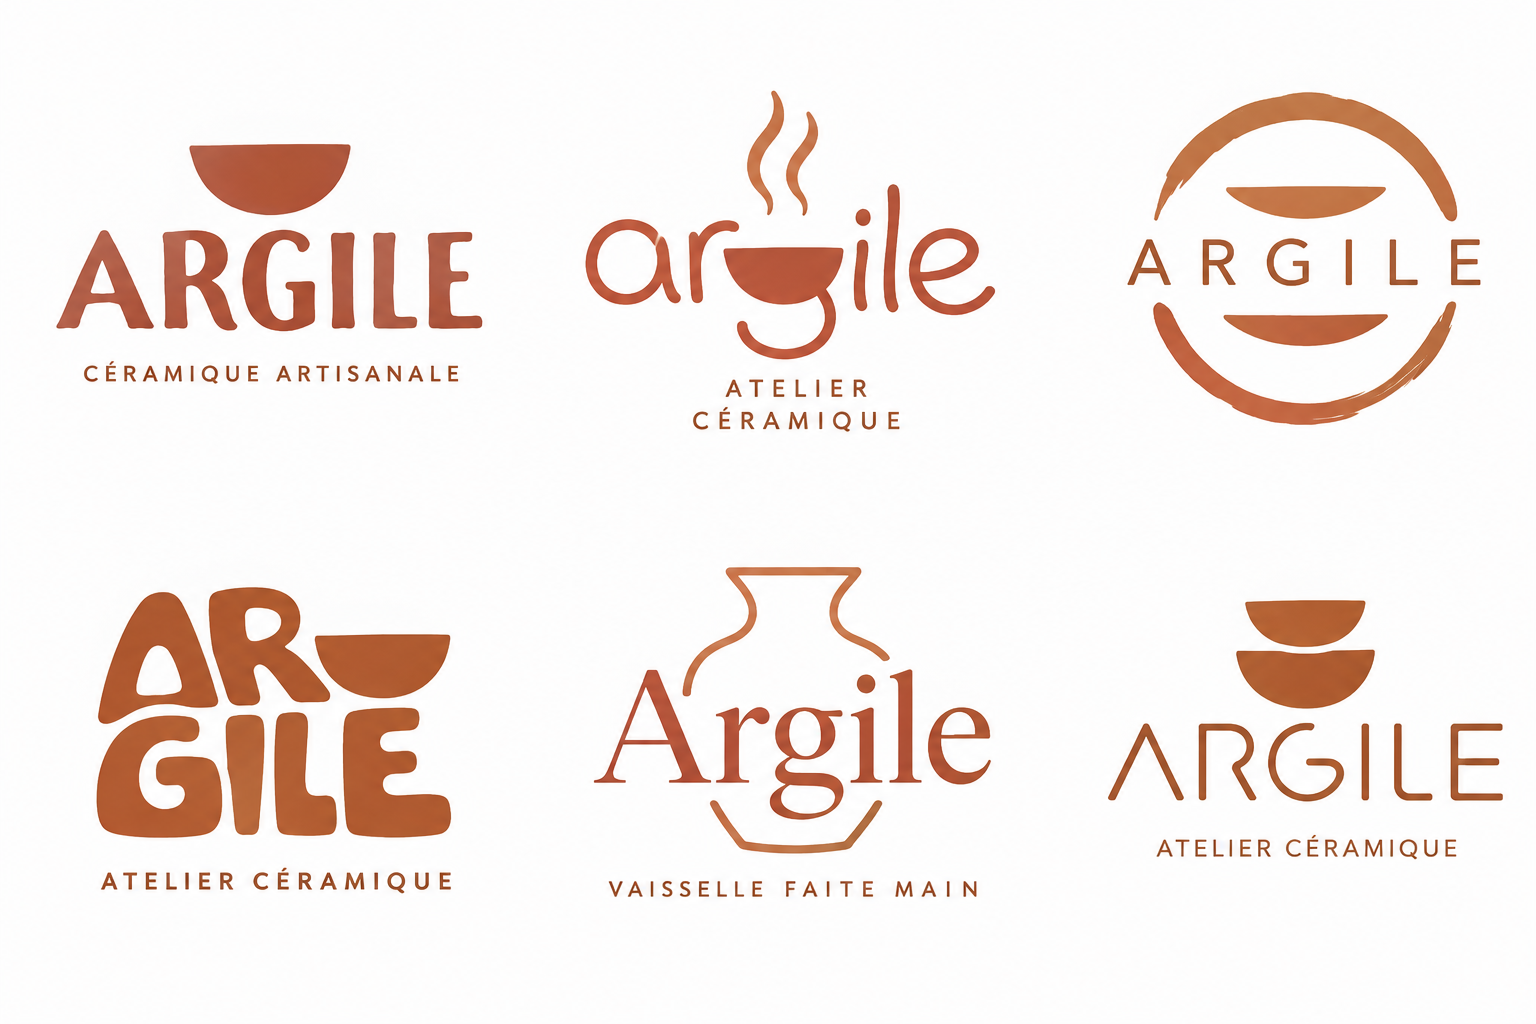 ARGILE
CÉRAMIQUE ARTISANALE
argile
ATELIER
CÉRAMIQUE
ARGILE
AR
GILE
ATELIER CÉRAMIQUE
Argile
VAISSELLE FAITE MAIN
ARGILE
ATELIER CÉRAMIQUE